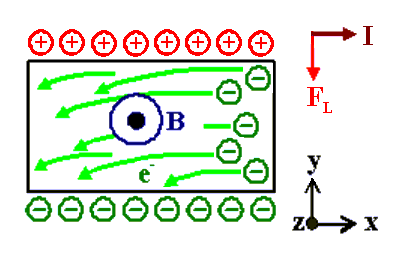 + + + + + + + +
I
F_L
B
e⁻
− − − − −
− − − − − − − −
y
z
x